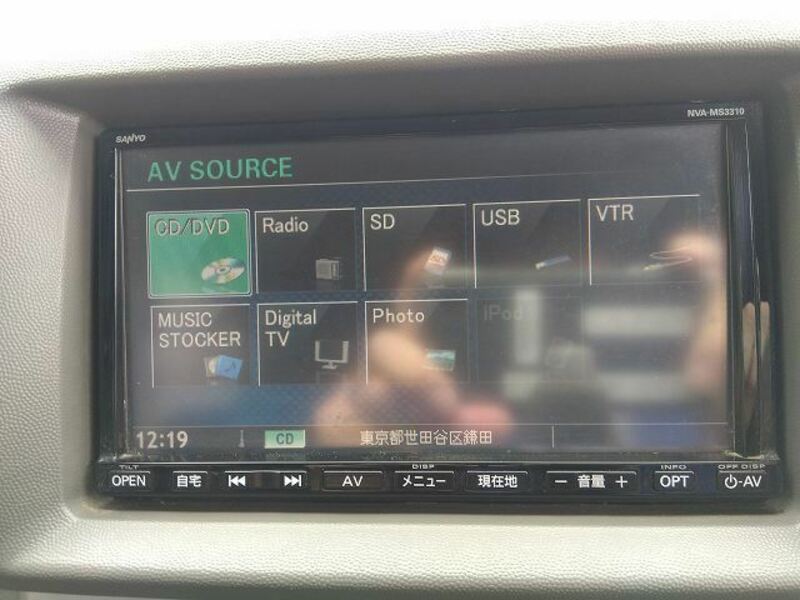 SANYO
NVA-MS3310
AV SOURCE
CD/DVD
Radio
SD
USB
VTR
MUSIC
STOCKER
Digital
TV
Photo
iPod
12:19
CD
東京都世田谷区鎌田
TILT
DISP
INFO
OFF DISP
OPEN
自宅
AV
メニュー
現在地
− 音量 +
OPT
⏻-AV